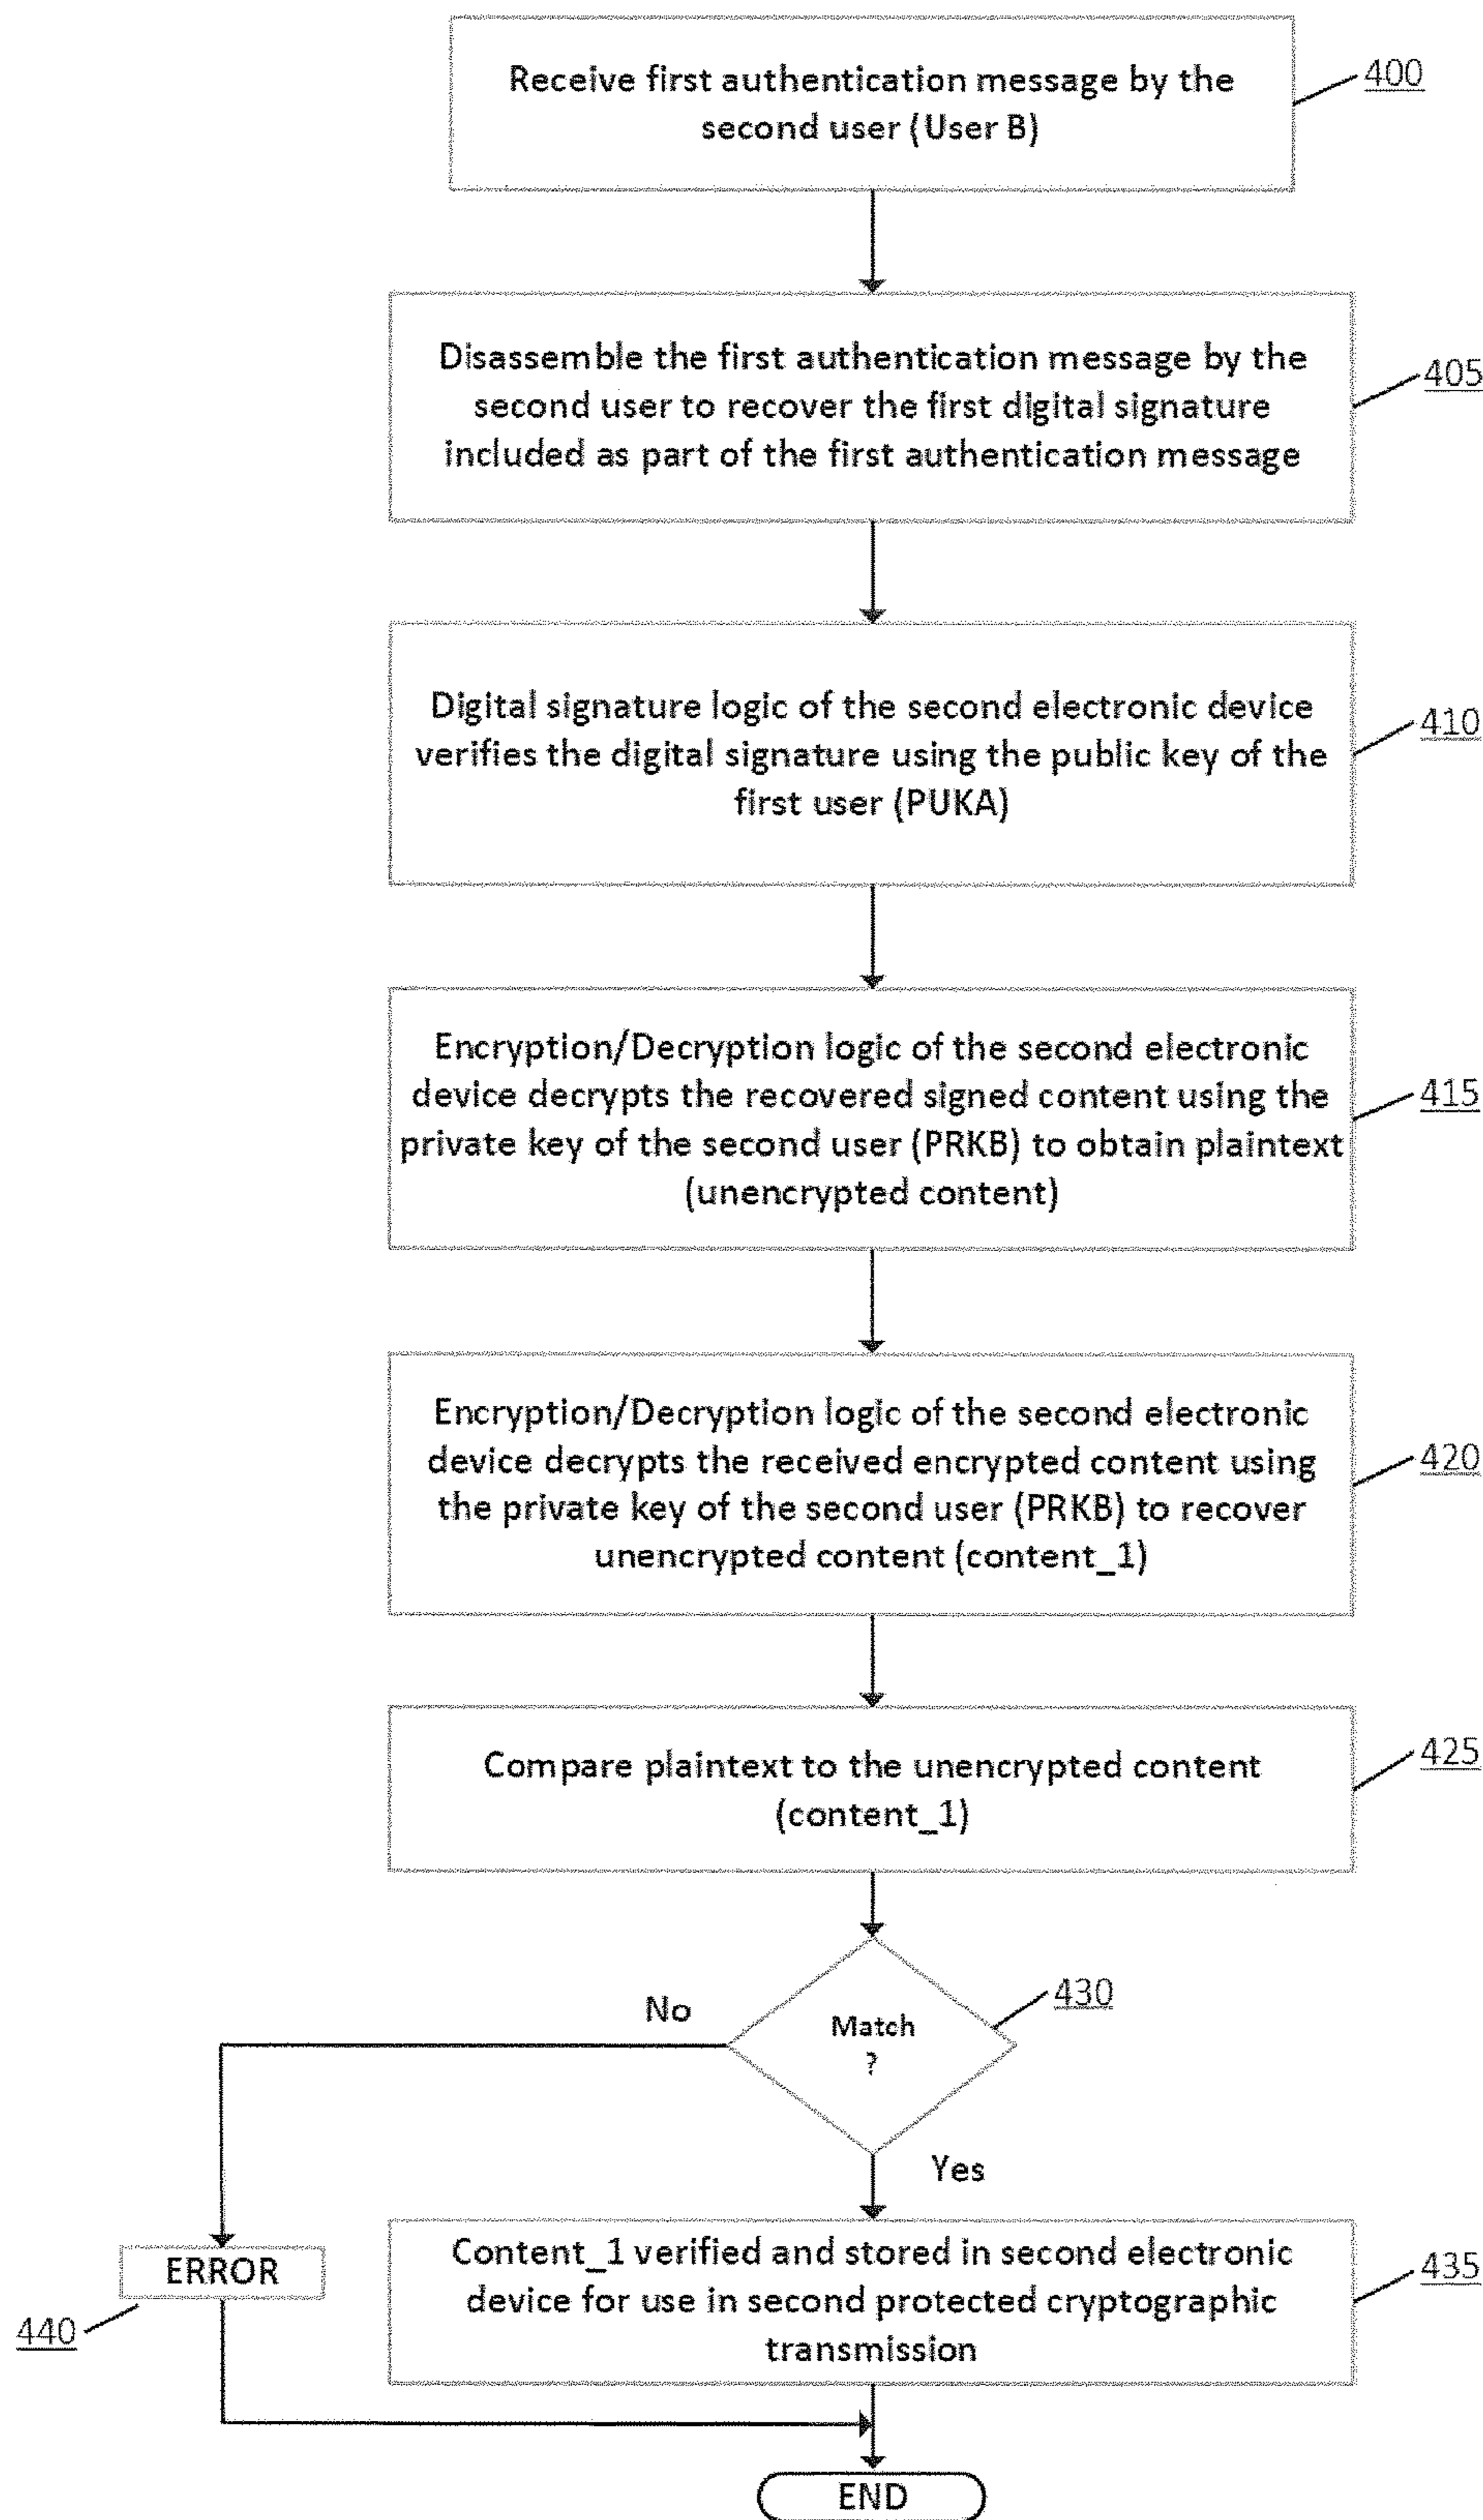 Receive first authentication message by the
second user (User B)
400
Disassemble the first authentication message by the
second user to recover the first digital signature
included as part of the first authentication message
405
Digital signature logic of the second electronic device
verifies the digital signature using the public key of the
first user (PUKA)
410
Encryption/Decryption logic of the second electronic
device decrypts the recovered signed content using the
private key of the second user (PRKB) to obtain plaintext
(unencrypted content)
415
Encryption/Decryption logic of the second electronic
device decrypts the received encrypted content using
the private key of the second user (PRKB) to recover
unencrypted content (content_1)
420
Compare plaintext to the unencrypted content
(content_1)
425
Match
?
430
No
Yes
ERROR
440
Content_1 verified and stored in second electronic
device for use in second protected cryptographic
transmission
435
END